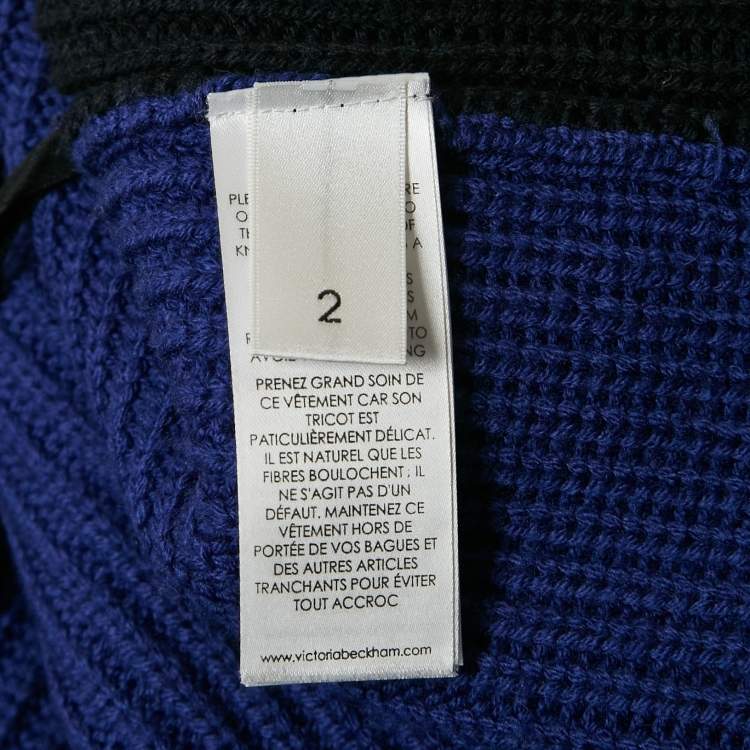 2
PRENEZ GRAND SOIN DE
CE VÊTEMENT CAR SON
TRICOT EST
PATICULIÈREMENT DÉLICAT.
IL EST NATUREL QUE LES
FIBRES BOULOCHENT ; IL
NE S'AGIT PAS D'UN
DÉFAUT. MAINTENEZ CE
VÊTEMENT HORS DE
PORTÉE DE VOS BAGUES ET
DES AUTRES ARTICLES
TRANCHANTS POUR ÉVITER
TOUT ACCROC
www.victoriabeckham.com